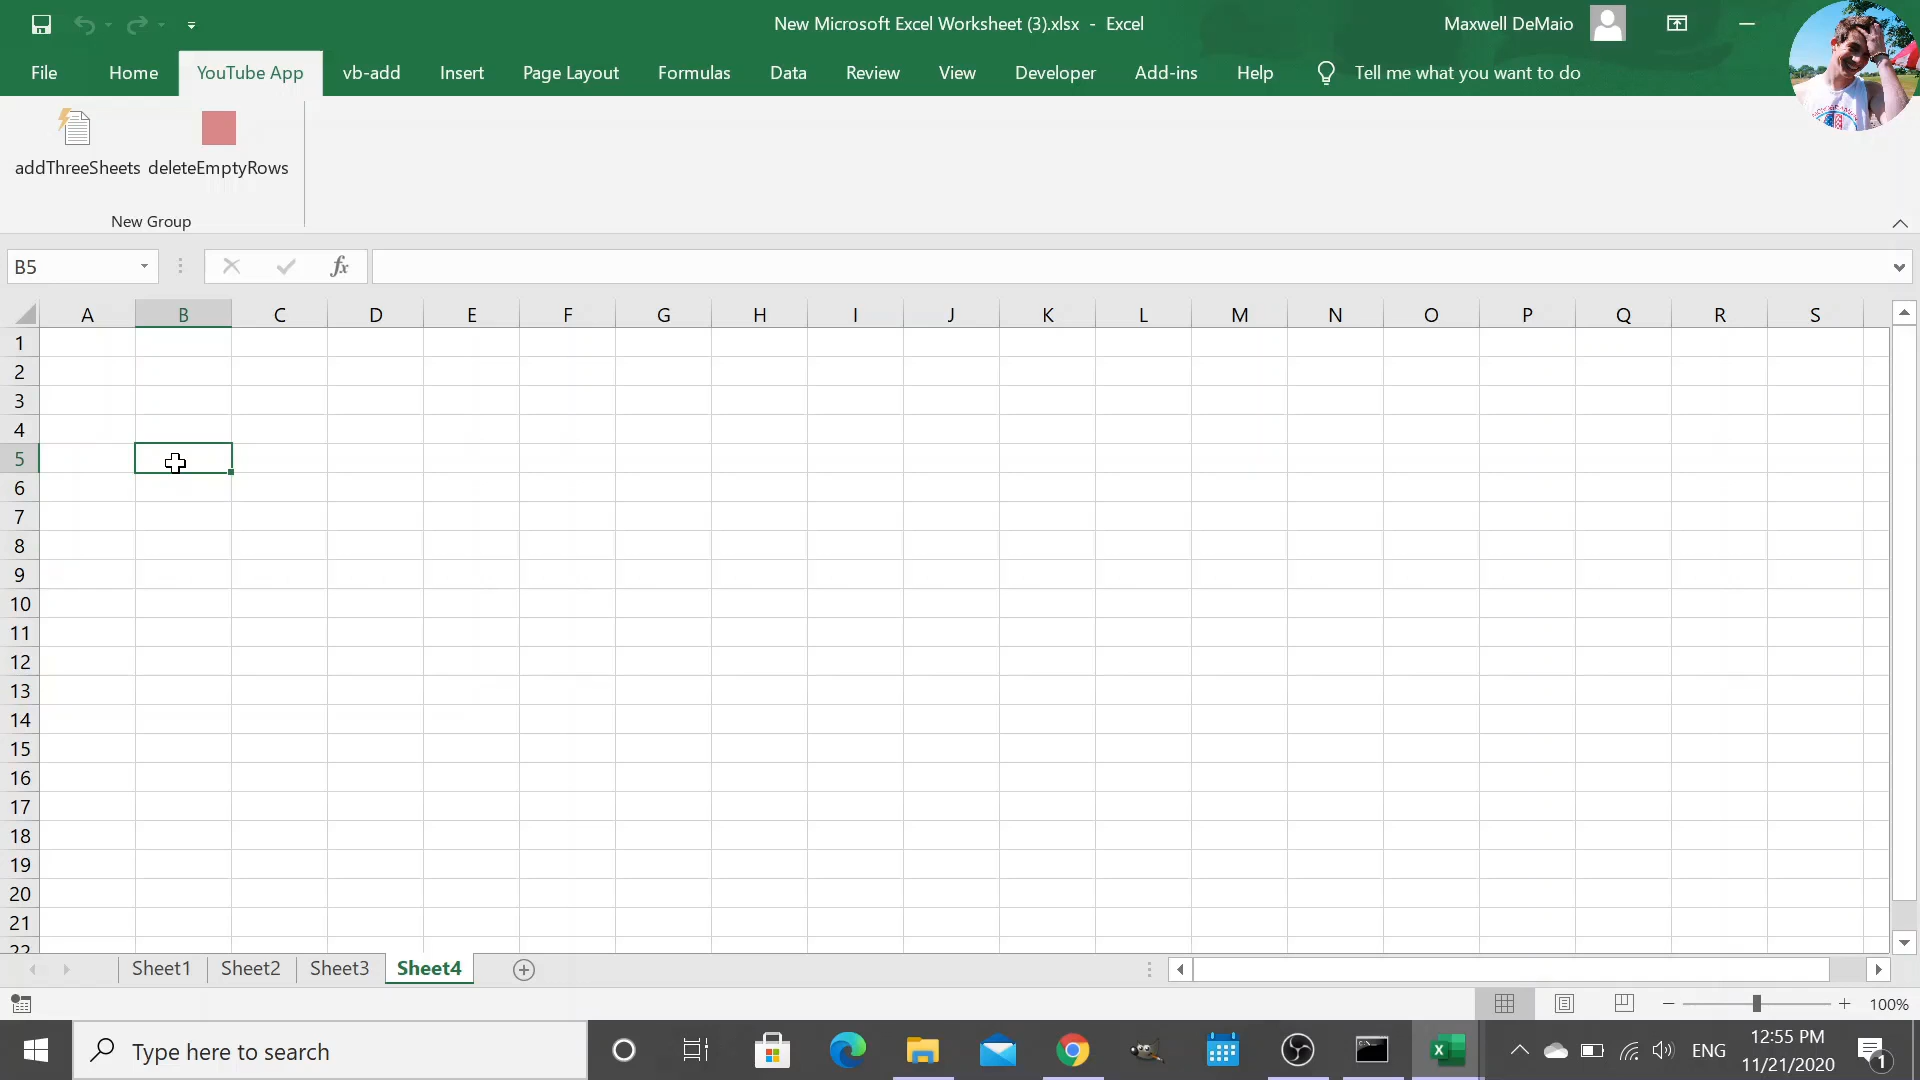 New Microsoft Excel Worksheet (3).xlsx - Excel
Maxwell DeMaio
File Home YouTube App vb-add Insert Page Layout Formulas Data Review View Developer Add-ins Help Tell me what you want to do
addThreeSheets deleteEmptyRows
New Group
B5
fx
A B C D E F G H I J K L M N O P Q R S
1
2
3
4
5
6
7
8
9
10
11
12
13
14
15
16
17
18
19
20
21
22
Sheet1 Sheet2 Sheet3 Sheet4
100%
Type here to search
ENG
12:55 PM
11/21/2020
1